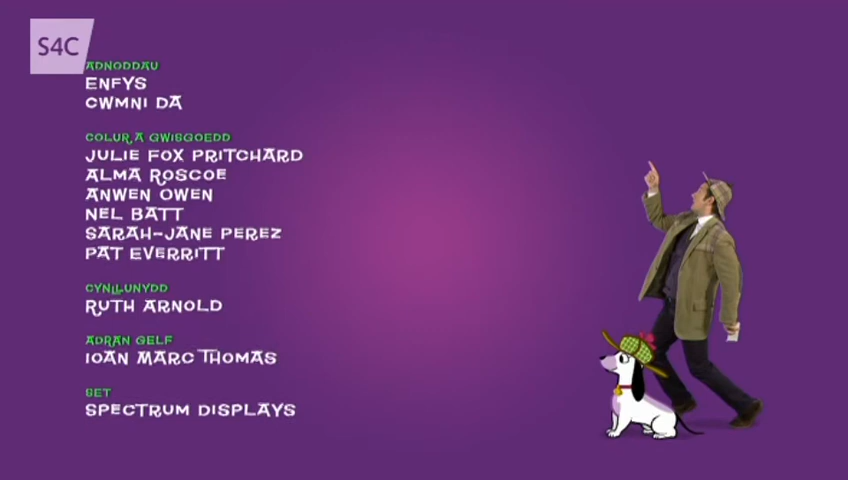 S4C
ADNODDAU
ENFYS
CWMNI DA
COLUR A GWISGOEDD
JULIE FOX PRITCHARD
ALMA ROSCOE
ANWEN OWEN
NEL BATT
SARAH-JANE PEREZ
PAT EVERRITT
CYNLLUNYDD
RUTH ARNOLD
ADRAN GELF
IOAN MARC THOMAS
SET
SPECTRUM DISPLAYS